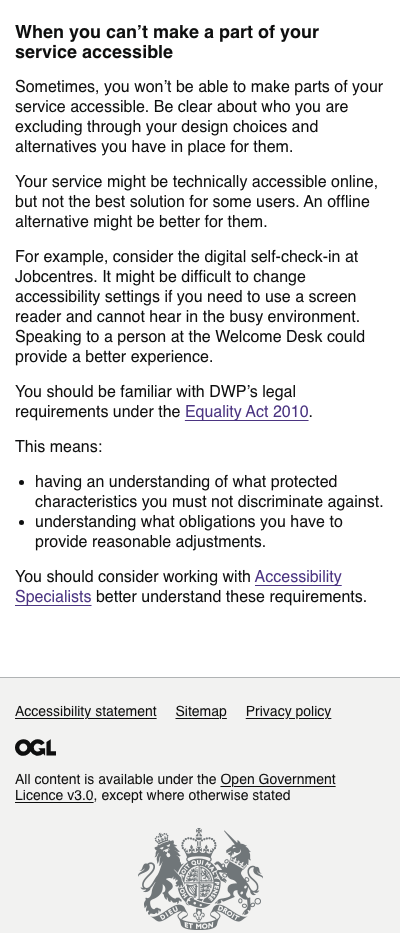 When you can’t make a part of your
service accessible
Sometimes, you won’t be able to make parts of your
service accessible. Be clear about who you are
excluding through your design choices and
alternatives you have in place for them.
Your service might be technically accessible online,
but not the best solution for some users. An offline
alternative might be better for them.
For example, consider the digital self-check-in at
Jobcentres. It might be difficult to change
accessibility settings if you need to use a screen
reader and cannot hear in the busy environment.
Speaking to a person at the Welcome Desk could
provide a better experience.
You should be familiar with DWP’s legal
requirements under the Equality Act 2010.
This means:
• having an understanding of what protected
characteristics you must not discriminate against.
• understanding what obligations you have to
provide reasonable adjustments.
You should consider working with Accessibility
Specialists better understand these requirements.
Accessibility statement Sitemap Privacy policy
OGL
All content is available under the Open Government
Licence v3.0, except where otherwise stated
DIEU ET MON DROIT